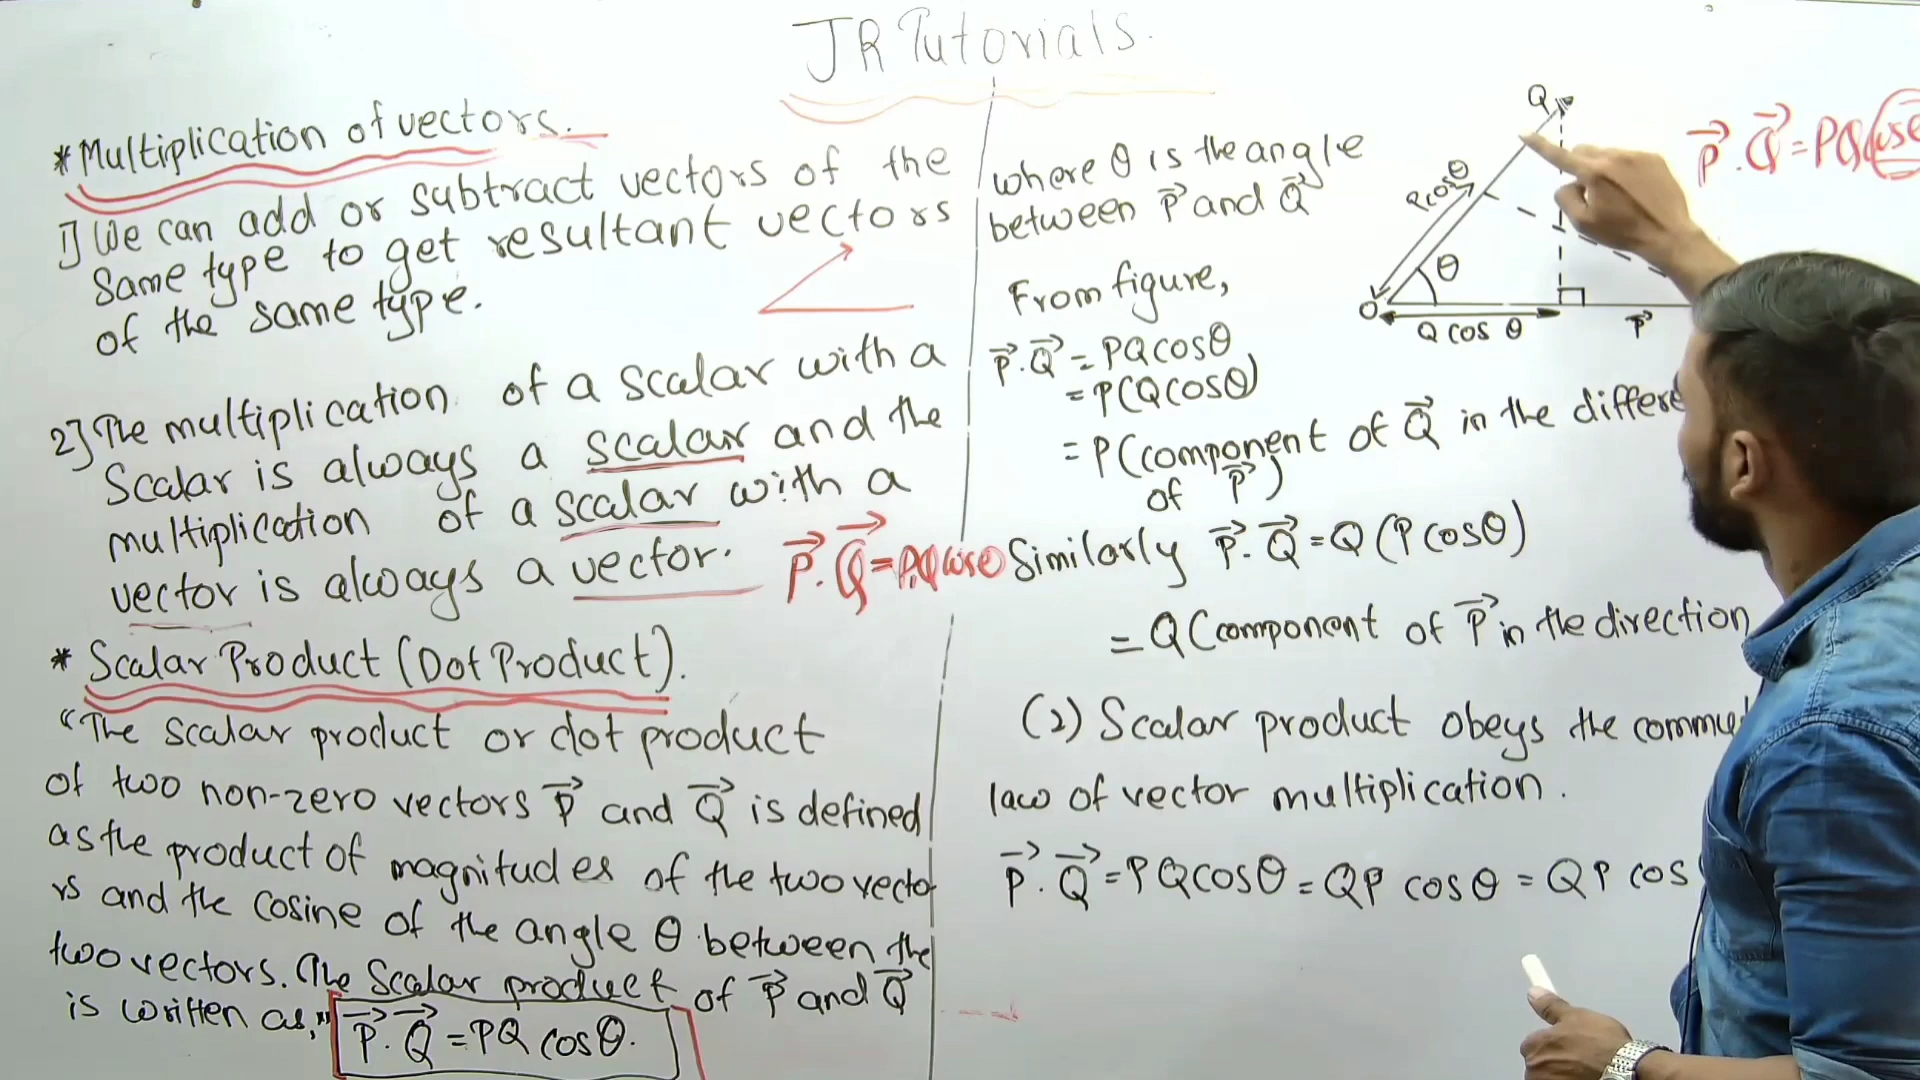 JR Tutorials.
*Multiplication of vectors.
1] We can add or subtract vectors of the
same type to get resultant vectors
of the same type.
2] The multiplication of a scalar with a
Scalar is always a scalar and the
multiplication of a scalar with a
vector is always a vector.
P⃗.Q⃗=PQcosθ
* Scalar Product (Dot Product).
“The scalar product or dot product
of two non-zero vectors P⃗ and Q⃗ is defined
as the product of magnitudes of the two vecto
rs and the cosine of the angle θ between the
two vectors. The Scalar product of P⃗ and Q⃗
is written as,"
P⃗.Q⃗=PQ cosθ.
where θ is the angle
between P⃗ and Q⃗
From figure,
P⃗.Q⃗=PQcosθ
=P(Qcosθ)
=P(component of Q⃗ in the differe
of P⃗)
Similarly P⃗.Q⃗=Q(Pcosθ)
=Q(component of P⃗ in the direction
(2) Scalar product obeys the commu
law of vector multiplication.
P⃗.Q⃗=PQcosθ=QP cosθ=QP cos
Q
Pcosθ
θ
O
Q cos θ
P⃗
P⃗.Q⃗=PQcosθ